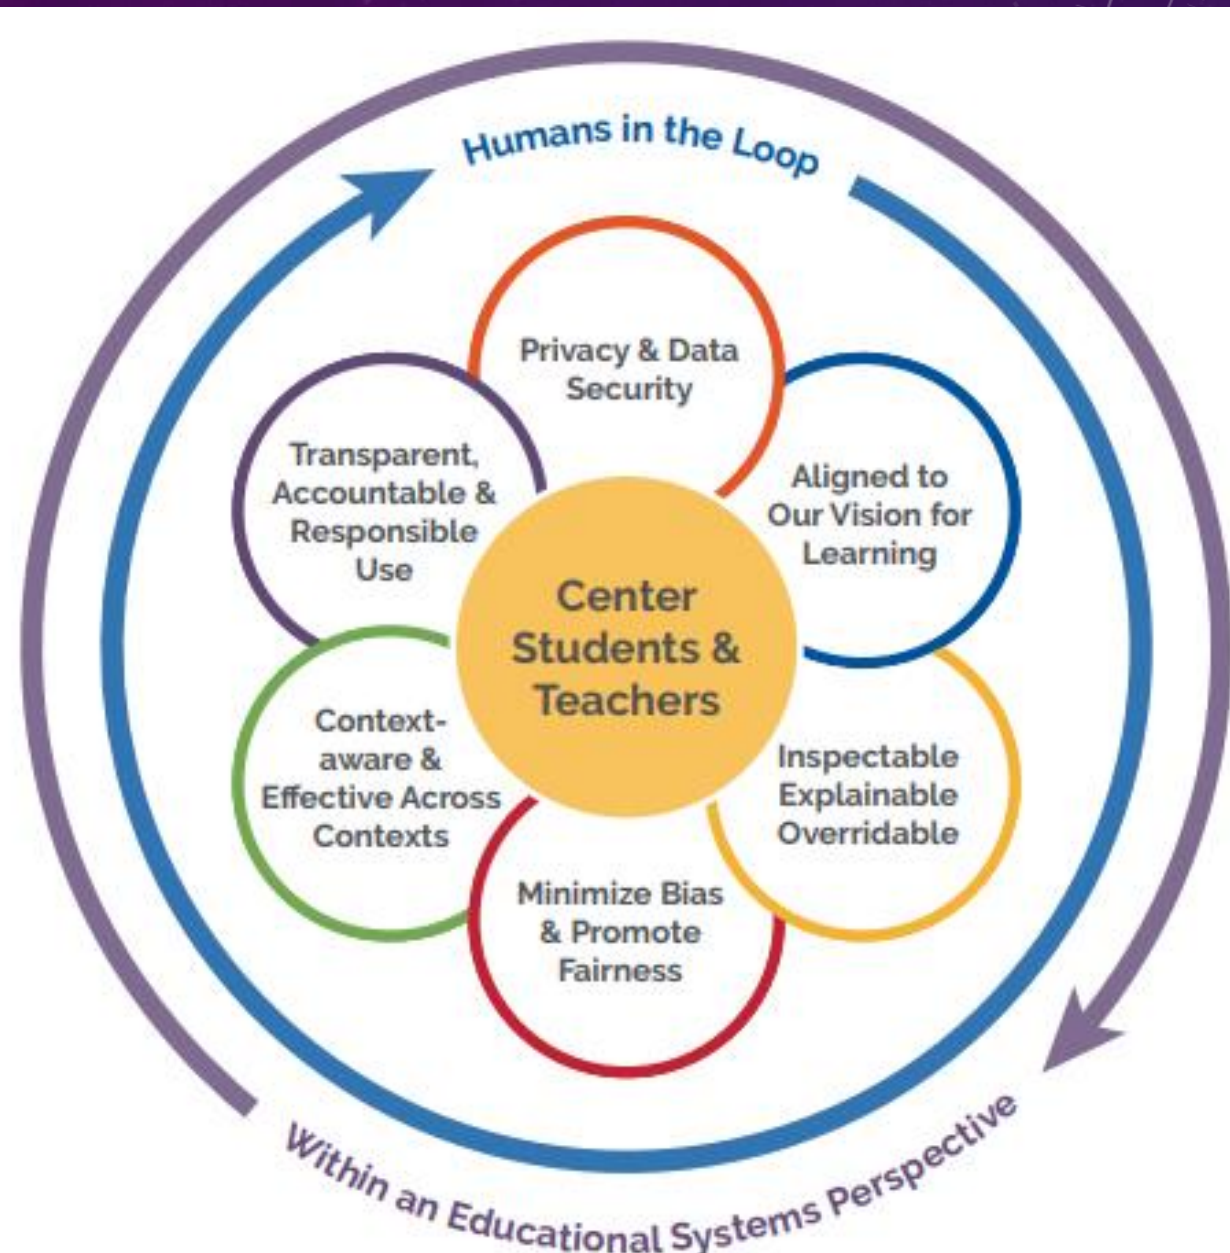 Humans in the Loop
Privacy & Data
Security
Aligned to
Our Vision for
Learning
Inspectable
Explainable
Overridable
Minimize Bias
& Promote
Fairness
Context-
aware &
Effective Across
Contexts
Transparent,
Accountable &
Responsible
Use
Center
Students &
Teachers
Within an Educational Systems Perspective